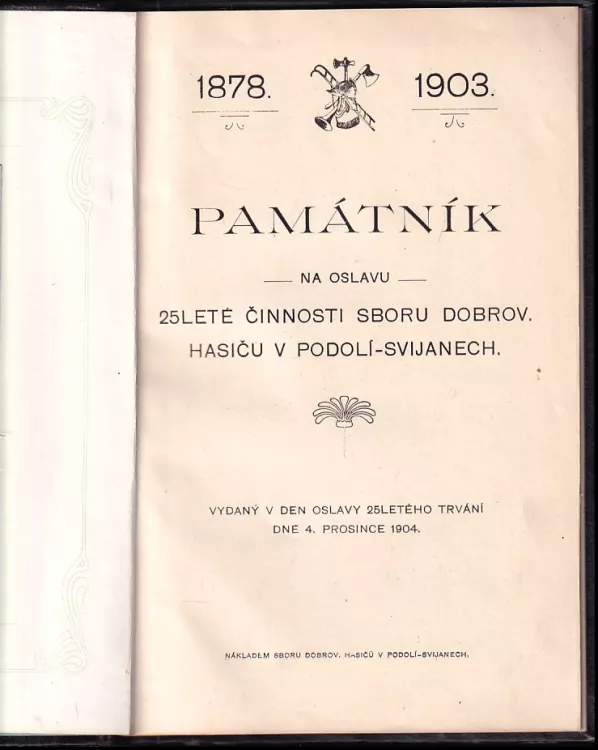 1878. 1903.
PAMÁTNÍK
NA OSLAVU
25LETÉ ČINNOSTI SBORU DOBROV.
HASIČU V PODOLÍ-SVIJANECH.
VYDANÝ V DEN OSLAVY 25LETÉHO TRVÁNÍ
DNE 4. PROSINCE 1904.
NÁKLADEM SBORU DOBROV. HASIČŮ V PODOLÍ-SVIJANECH.